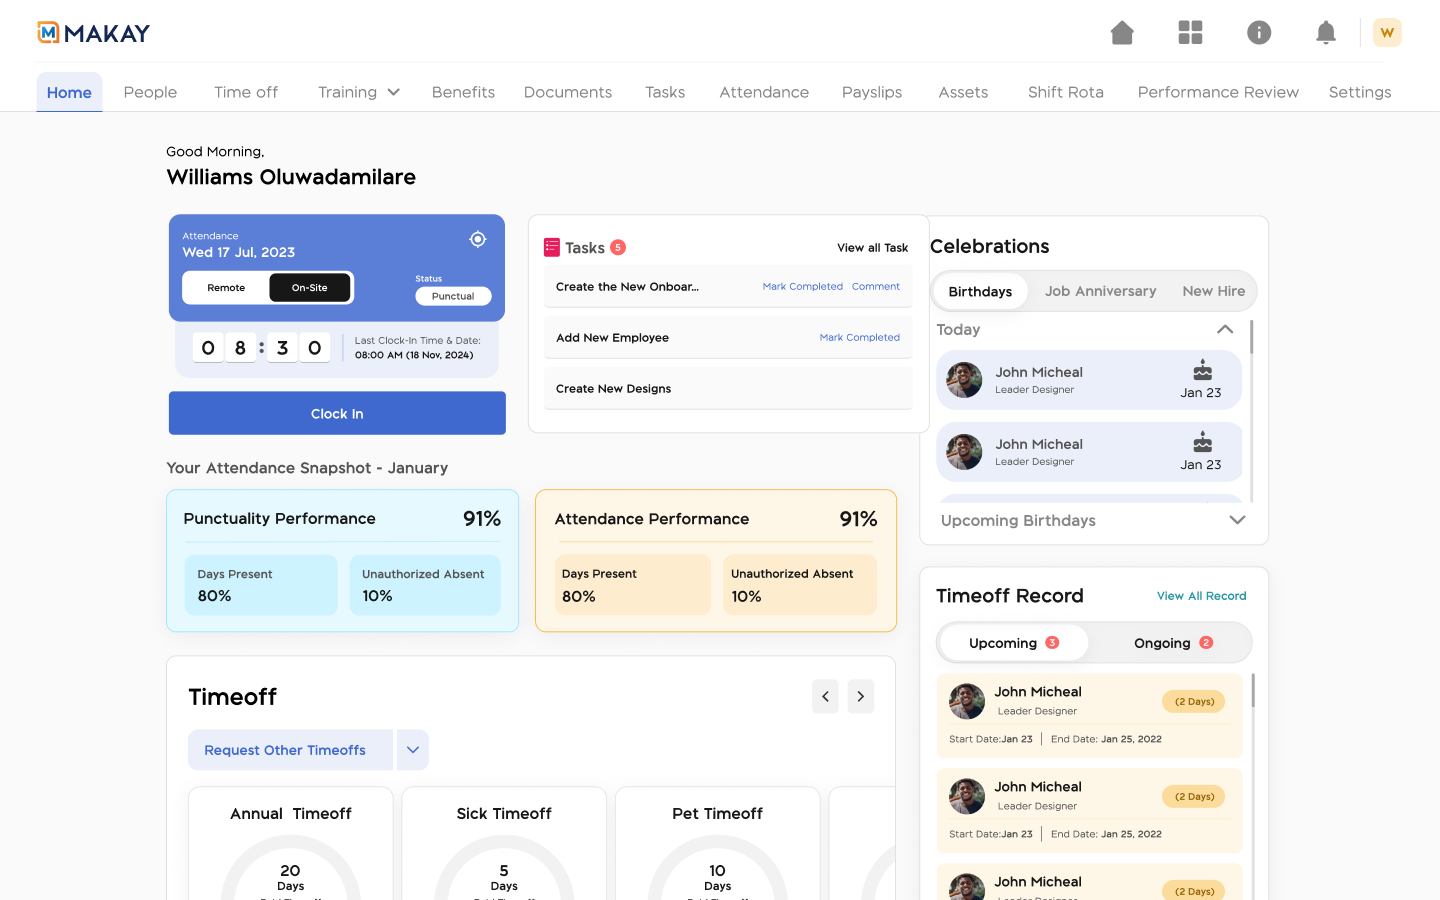 M MAKAY
W
Home People Time off Training Benefits Documents Tasks Attendance Payslips Assets Shift Rota Performance Review Settings
Good Morning,
Williams Oluwadamilare
Attendance
Wed 17 Jul, 2023
Remote On-Site
Status
Punctual
0 8 : 3 0
Last Clock-In Time & Date:
08:00 AM (18 Nov, 2024)
Clock In
Tasks 5 View all Task
Create the New Onboar... Mark Completed Comment
Add New Employee Mark Completed
Create New Designs
Celebrations
Birthdays Job Anniversary New Hire
Today
John Micheal
Leader Designer
Jan 23
John Micheal
Leader Designer
Jan 23
Upcoming Birthdays
Your Attendance Snapshot - January
Punctuality Performance 91%
Days Present
80%
Unauthorized Absent
10%
Attendance Performance 91%
Days Present
80%
Unauthorized Absent
10%
Timeoff
Request Other Timeoffs
Annual Timeoff
20
Days
Sick Timeoff
5
Days
Pet Timeoff
10
Days
Timeoff Record View All Record
Upcoming 3 Ongoing 2
John Micheal
Leader Designer
(2 Days)
Start Date:Jan 23 End Date: Jan 25, 2022
John Micheal
Leader Designer
(2 Days)
Start Date:Jan 23 End Date: Jan 25, 2022
John Micheal
(2 Days)